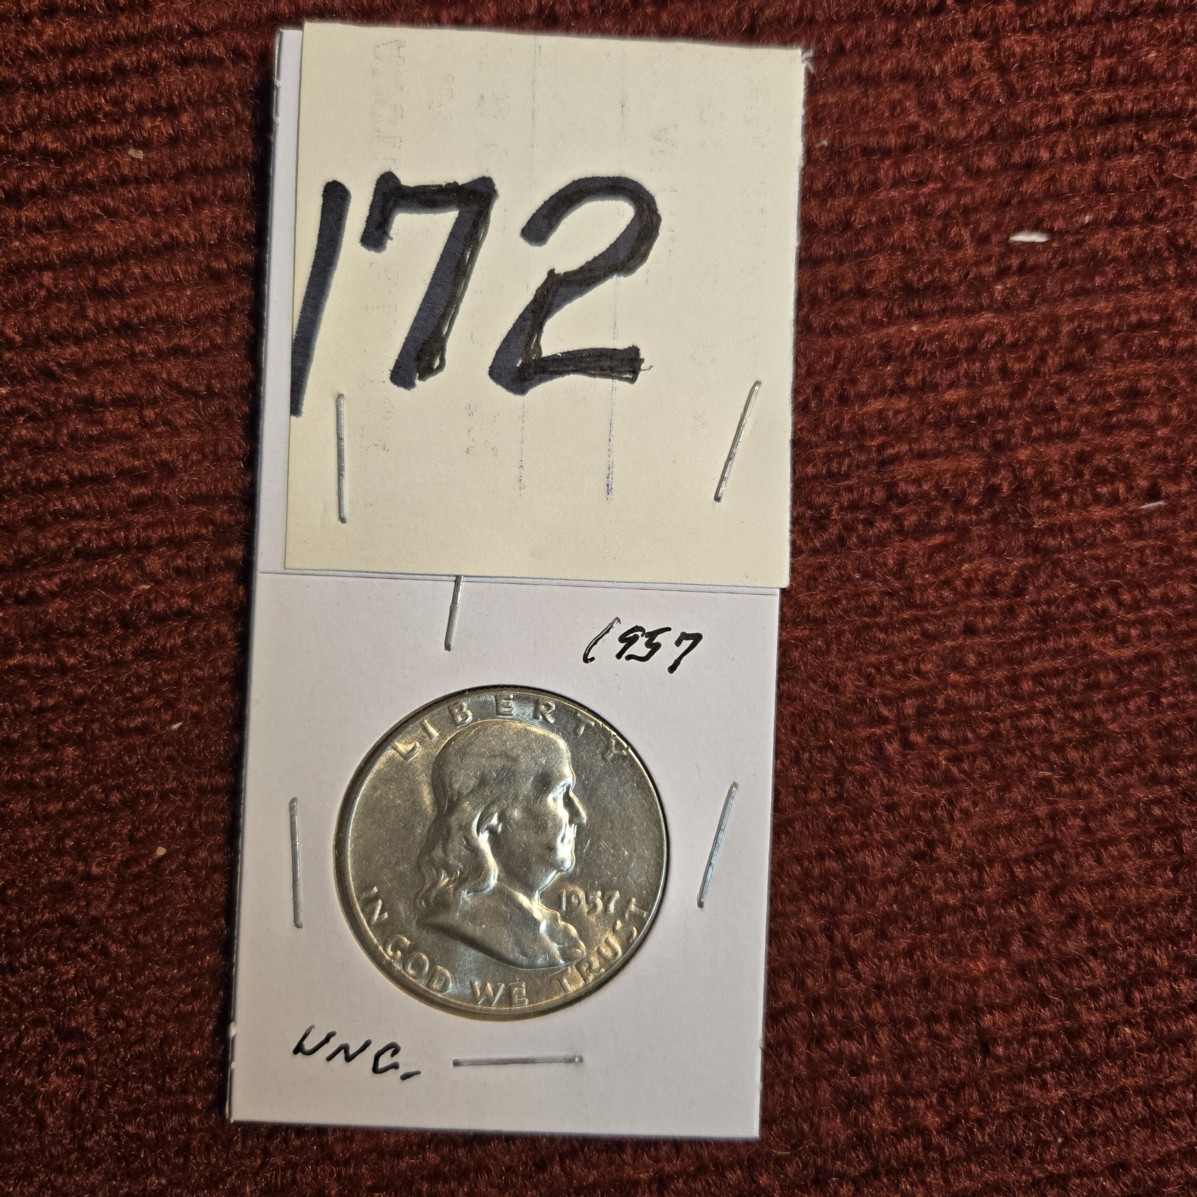 172
1957
LIBERTY
1957
IN GOD WE TRUST
UNC.